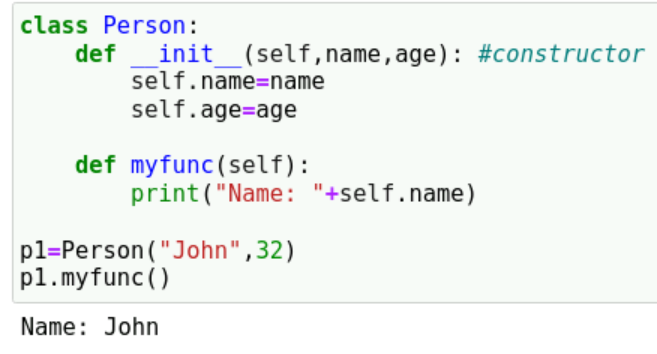 class Person:
    def __init__(self,name,age): #constructor
        self.name=name
        self.age=age

    def myfunc(self):
        print("Name: "+self.name)

p1=Person("John",32)
p1.myfunc()
Name: John